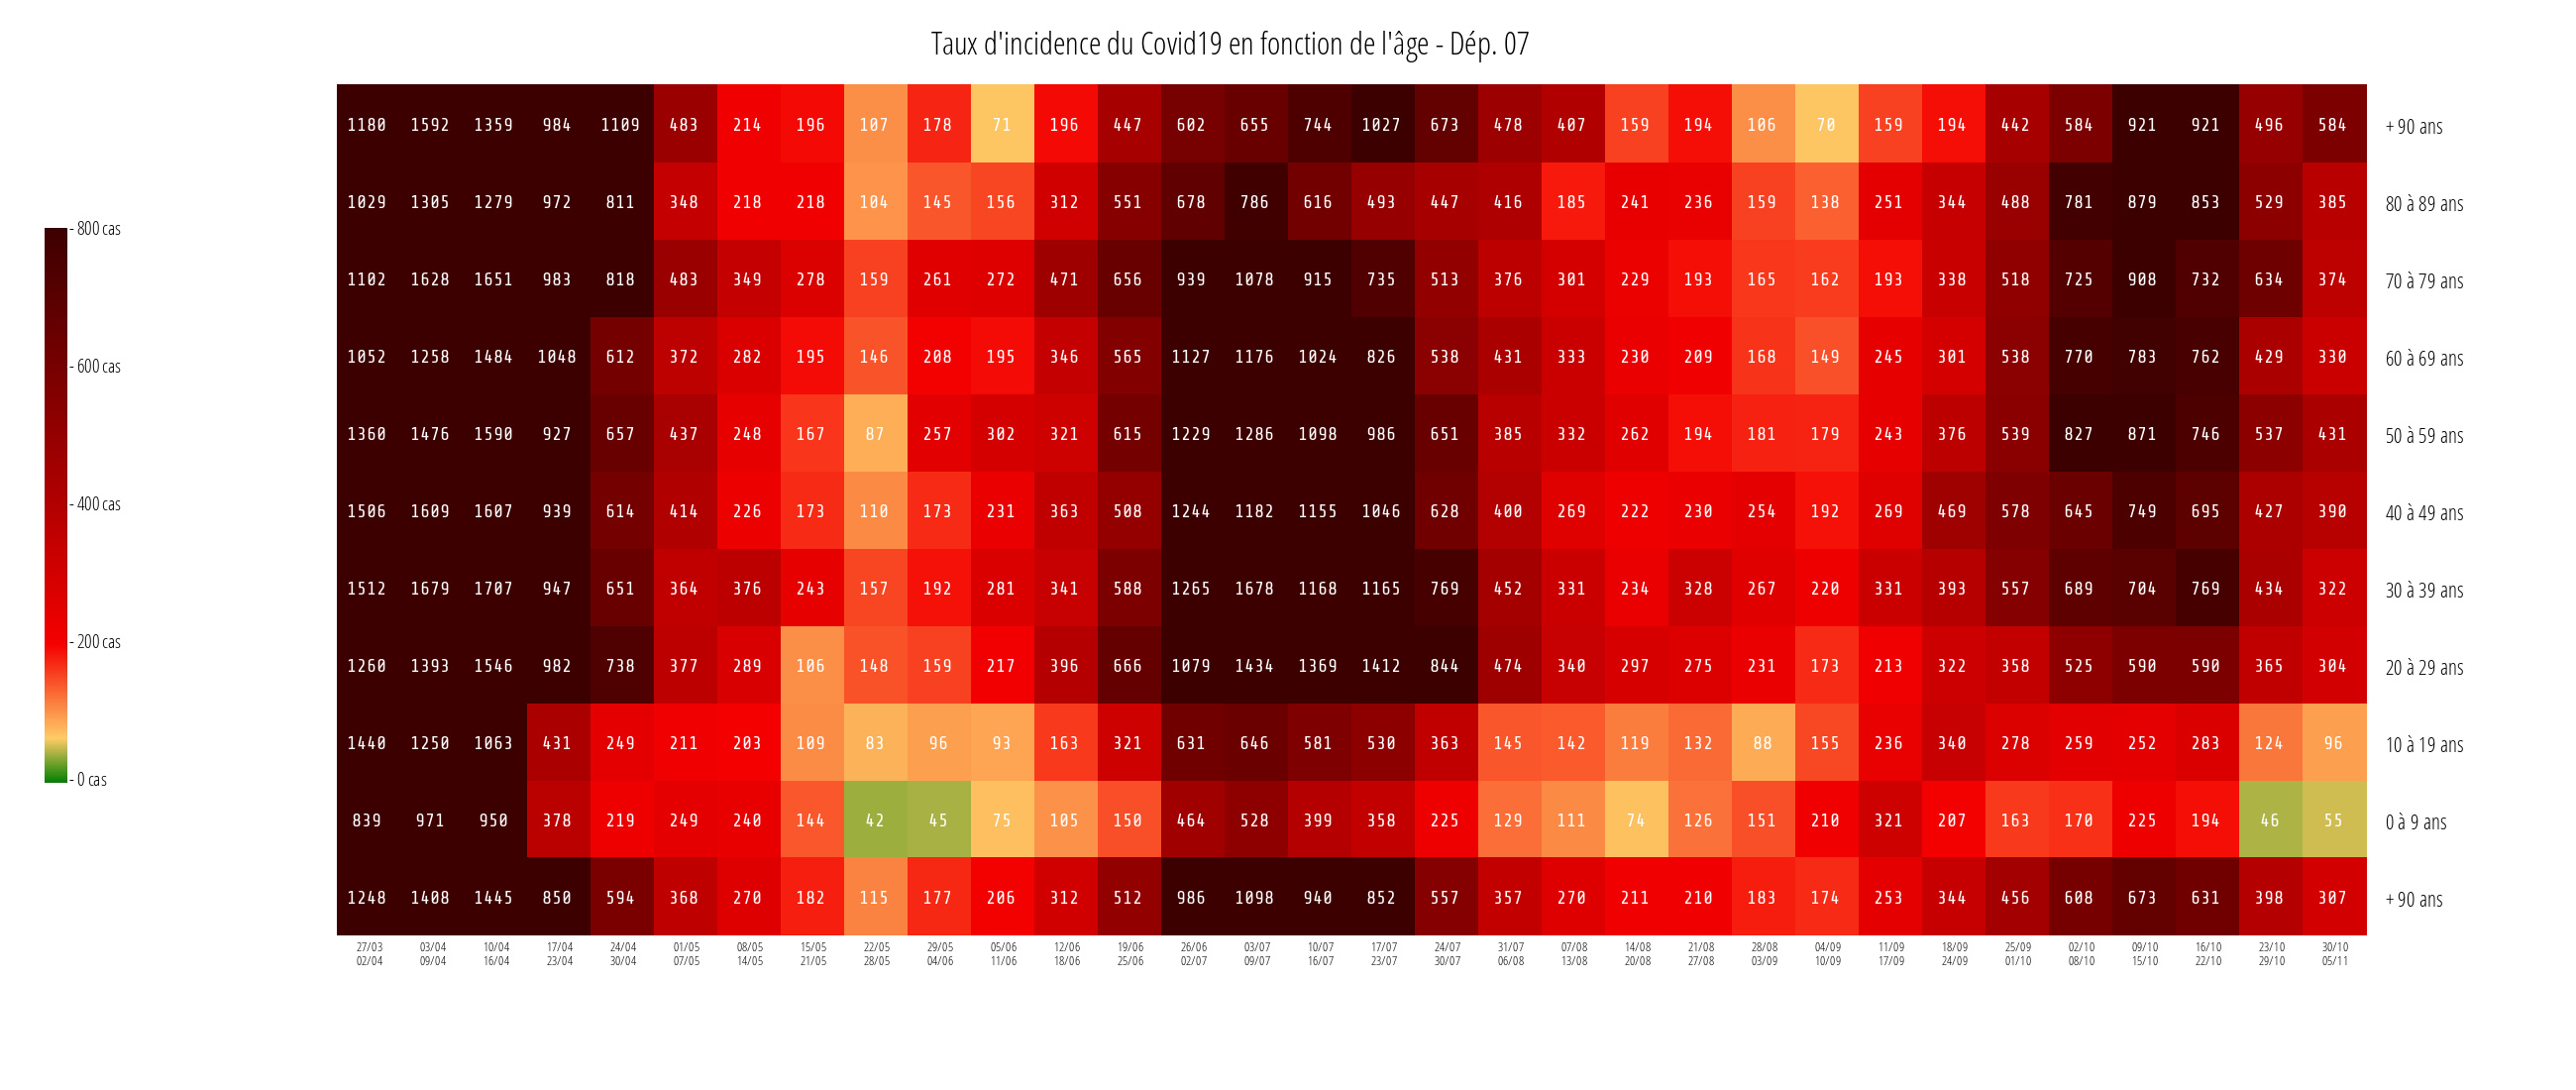 Taux d'incidence du Covid19 en fonction de l'âge - Dép. 07
- 800 cas
- 600 cas
- 400 cas
- 200 cas
- 0 cas
1180 1592 1359 984 1109 483 214 196 107 178 71 196 447 602 655 744 1027 673 478 407 159 194 106 70 159 194 442 584 921 921 496 584 + 90 ans
1029 1305 1279 972 811 348 218 218 104 145 156 312 551 678 786 616 493 447 416 185 241 236 159 138 251 344 488 781 879 853 529 385 80 à 89 ans
1102 1628 1651 983 818 483 349 278 159 261 272 471 656 939 1078 915 735 513 376 301 229 193 165 162 193 338 518 725 908 732 634 374 70 à 79 ans
1052 1258 1484 1048 612 372 282 195 146 208 195 346 565 1127 1176 1024 826 538 431 333 230 209 168 149 245 301 538 770 783 762 429 330 60 à 69 ans
1360 1476 1590 927 657 437 248 167 87 257 302 321 615 1229 1286 1098 986 651 385 332 262 194 181 179 243 376 539 827 871 746 537 431 50 à 59 ans
1506 1609 1607 939 614 414 226 173 110 173 231 363 508 1244 1182 1155 1046 628 400 269 222 230 254 192 269 469 578 645 749 695 427 390 40 à 49 ans
1512 1679 1707 947 651 364 376 243 157 192 281 341 588 1265 1678 1168 1165 769 452 331 234 328 267 220 331 393 557 689 704 769 434 322 30 à 39 ans
1260 1393 1546 982 738 377 289 106 148 159 217 396 666 1079 1434 1369 1412 844 474 340 297 275 231 173 213 322 358 525 590 590 365 304 20 à 29 ans
1440 1250 1063 431 249 211 203 109 83 96 93 163 321 631 646 581 530 363 145 142 119 132 88 155 236 340 278 259 252 283 124 96 10 à 19 ans
839 971 950 378 219 249 240 144 42 45 75 105 150 464 528 399 358 225 129 111 74 126 151 210 321 207 163 170 225 194 46 55 0 à 9 ans
1248 1408 1445 850 594 368 270 182 115 177 206 312 512 986 1098 940 852 557 357 270 211 210 183 174 253 344 456 608 673 631 398 307 + 90 ans
27/03 03/04 10/04 17/04 24/04 01/05 08/05 15/05 22/05 29/05 05/06 12/06 19/06 26/06 03/07 10/07 17/07 24/07 31/07 07/08 14/08 21/08 28/08 04/09 11/09 18/09 25/09 02/10 09/10 16/10 23/10 30/10
02/04 09/04 16/04 23/04 30/04 07/05 14/05 21/05 28/05 04/06 11/06 18/06 25/06 02/07 09/07 16/07 23/07 30/07 06/08 13/08 20/08 27/08 03/09 10/09 17/09 24/09 01/10 08/10 15/10 22/10 29/10 05/11